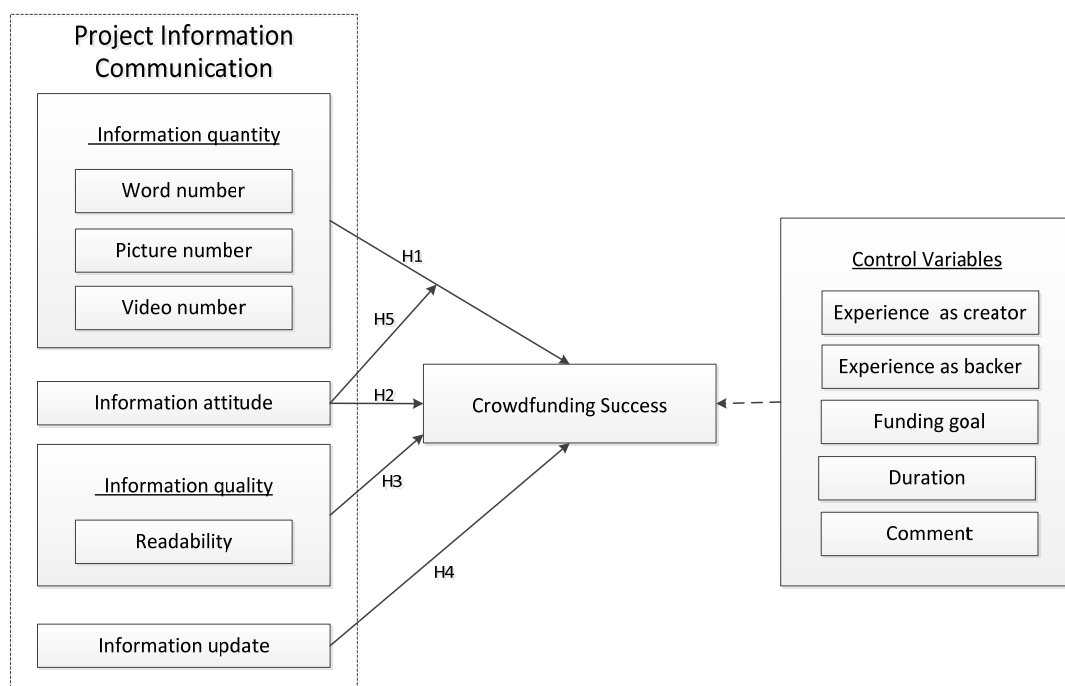 Project Information
Communication
Information quantity
Word number
Picture number
Video number
Information attitude
Information quality
Readability
Information update
H1
H5
H2
H3
H4
Crowdfunding Success
Control Variables
Experience as creator
Experience as backer
Funding goal
Duration
Comment